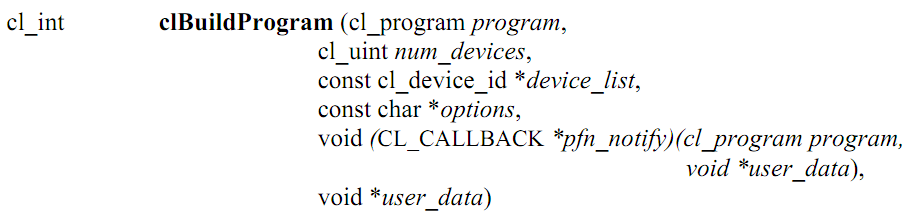 cl_int clBuildProgram (cl_program program,
cl_uint num_devices,
const cl_device_id *device_list,
const char *options,
void (CL_CALLBACK *pfn_notify)(cl_program program,
void *user_data),
void *user_data)